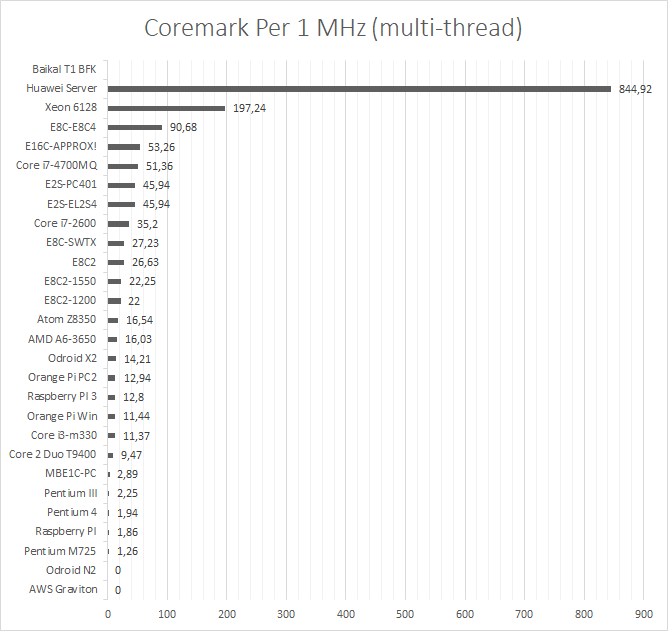 Coremark Per 1 MHz (multi-thread)
Baikal T1 BFK
Huawei Server 844,92
Xeon 6128 197,24
E8C-E8C4 90,68
E16C-APPROX! 53,26
Core i7-4700MQ 51,36
E2S-PC401 45,94
E2S-EL2S4 45,94
Core i7-2600 35,2
E8C-SWTX 27,23
E8C2 26,63
E8C2-1550 22,25
E8C2-1200 22
Atom Z8350 16,54
AMD A6-3650 16,03
Odroid X2 14,21
Orange Pi PC2 12,94
Raspberry PI 3 12,8
Orange Pi Win 11,44
Core i3-m330 11,37
Core 2 Duo T9400 9,47
MBE1C-PC 2,89
Pentium III 2,25
Pentium 4 1,94
Raspberry PI 1,86
Pentium M725 1,26
Odroid N2 0
AWS Graviton 0
0 100 200 300 400 500 600 700 800 900